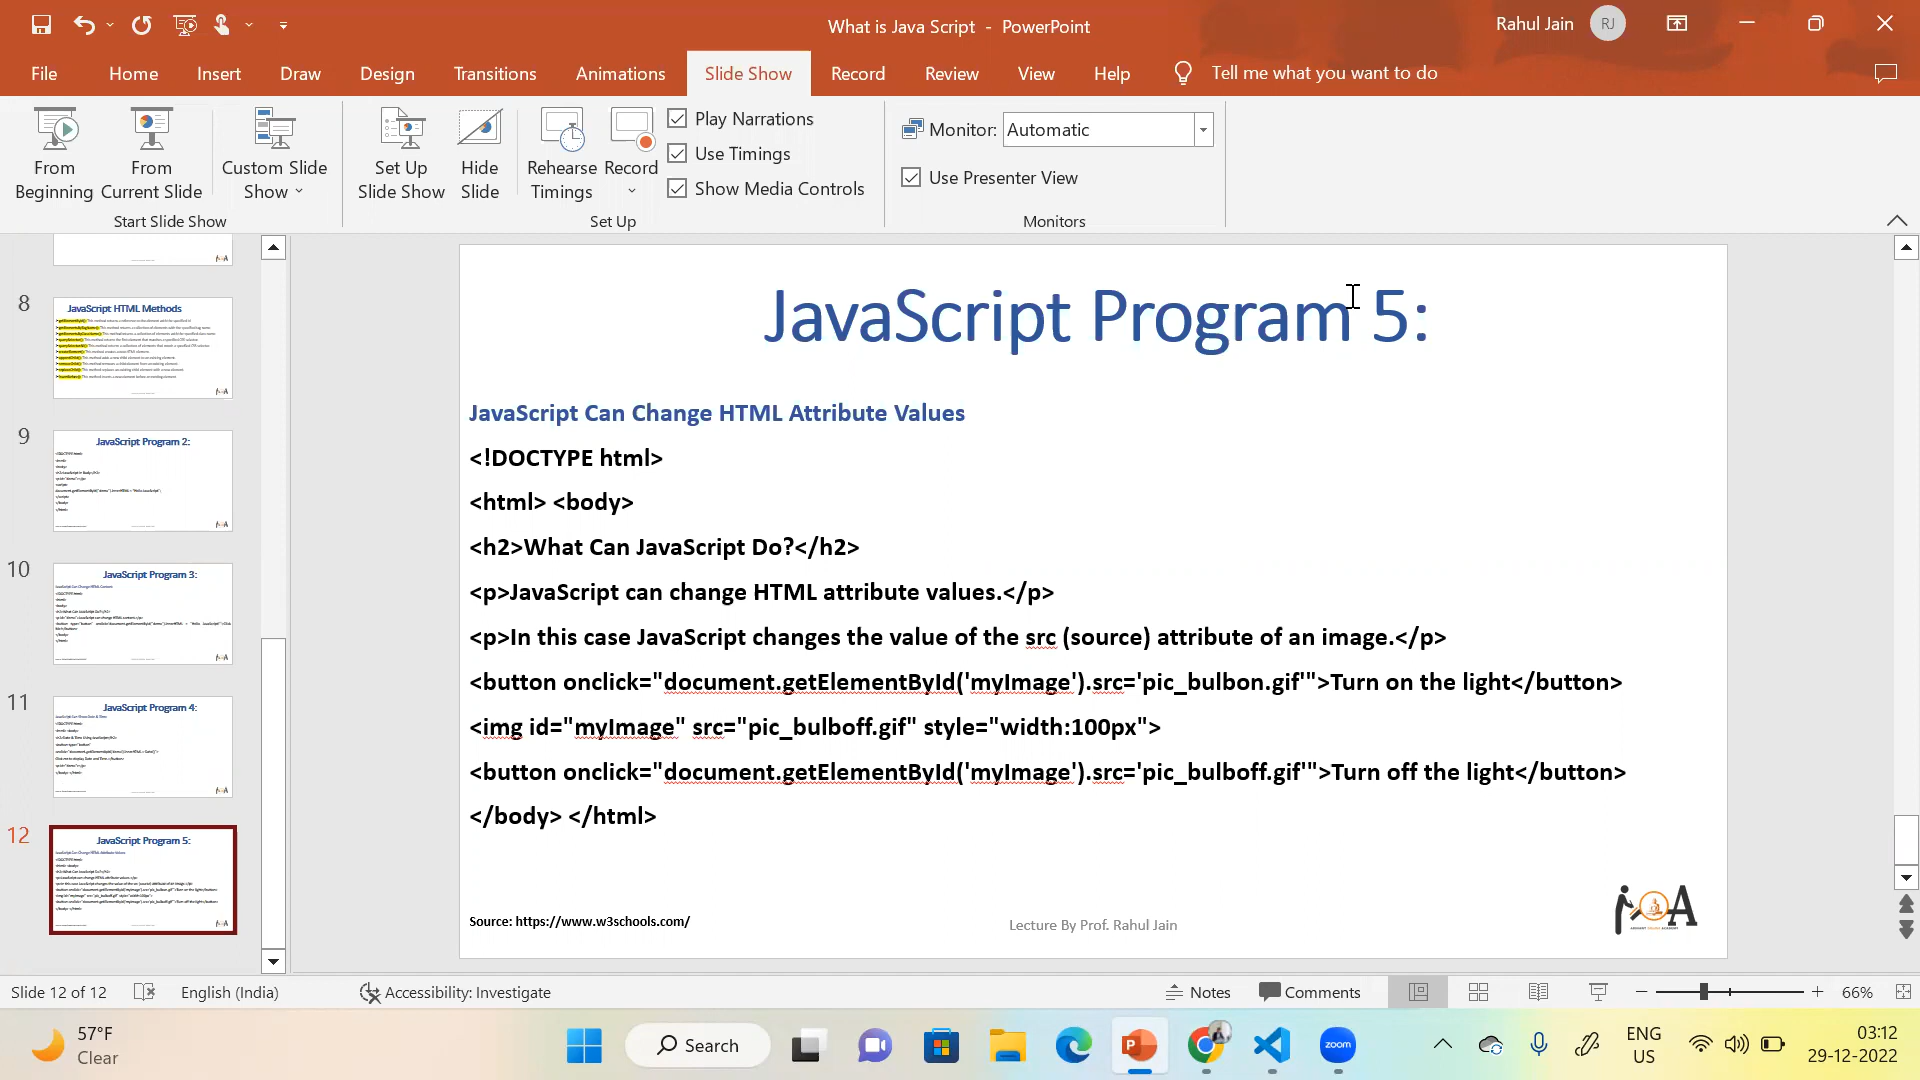 What is Java Script - PowerPoint
Rahul Jain
RJ
File Home Insert Draw Design Transitions Animations Slide Show Record Review View Help Tell me what you want to do
From Beginning
From Current Slide
Custom Slide Show
Set Up Slide Show
Hide Slide
Rehearse Timings
Record
Play Narrations
Use Timings
Show Media Controls
Monitor: Automatic
Use Presenter View
Start Slide Show
Set Up
Monitors
8
JavaScript HTML Methods
9
JavaScript Program 2:
10
JavaScript Program 3:
11
JavaScript Program 4:
12
JavaScript Program 5:
JavaScript Program 5:
JavaScript Can Change HTML Attribute Values
<!DOCTYPE html>
<html> <body>
<h2>What Can JavaScript Do?</h2>
<p>JavaScript can change HTML attribute values.</p>
<p>In this case JavaScript changes the value of the src (source) attribute of an image.</p>
<button onclick="document.getElementById('myImage').src='pic_bulbon.gif'">Turn on the light</button>
<img id="myImage" src="pic_bulboff.gif" style="width:100px">
<button onclick="document.getElementById('myImage').src='pic_bulboff.gif'">Turn off the light</button>
</body> </html>
Source: https://www.w3schools.com/
Lecture By Prof. Rahul Jain
Slide 12 of 12
English (India)
Accessibility: Investigate
Notes
Comments
66%
57°F
Clear
Search
zoom
ENG
US
03:12
29-12-2022